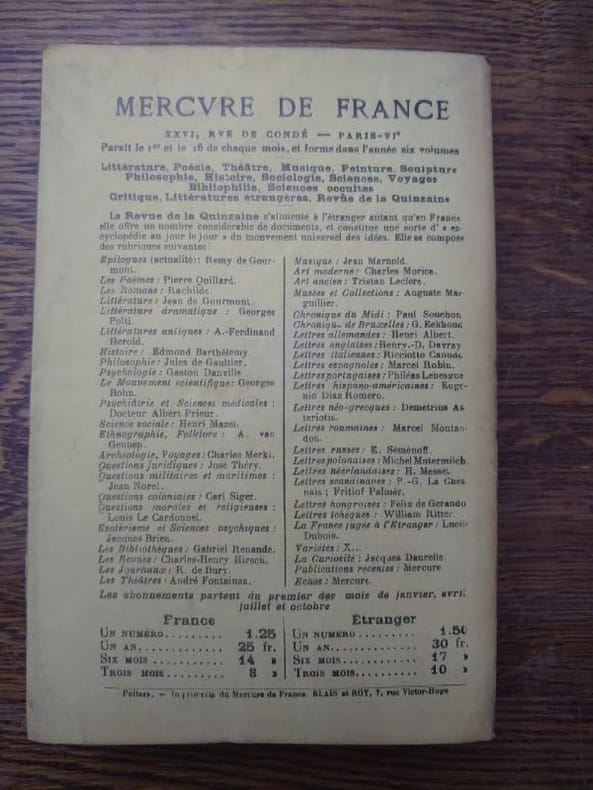 MERCVRE DE FRANCE
XXVI, RVE DE CONDÉ — PARIS-VIe
Paraît le 1er et le 16 de chaque mois, et forme dans l'année six volumes
Littérature, Poésie, Théâtre, Musique, Peinture, Sculpture
Philosophie, Histoire, Sociologie, Sciences, Voyages
Bibliophilie, Sciences occultes
Critique, Littératures étrangères, Revue de la Quinzaine
La Revue de la Quinzaine s'alimente à l'étranger autant qu'en France
elle offre un nombre considérable de documents, et constitue une sorte d' « en
cyclopédie au jour le jour » du mouvement universel des idées. Elle se compose
des rubriques suivantes :
Epilogues (actualité): Remy de Gour-
mont.
Les Poèmes : Pierre Quillard.
Les Romans : Rachilde.
Littérature : Jean de Gourmont.
Littérature dramatique : Georges
Polti.
Littératures antiques : A.-Ferdinand
Herold.
Histoire : Edmond Barthélemy.
Philosophie : Jules de Gaultier.
Psychologie : Gaston Danville
Le Mouvement scientifique : Georges
Bohn.
Psychiatrie et Sciences médicales :
Docteur Albert Prieur.
Science sociale : Henri Mazel.
Ethnographie, Folklore : A. van
Gennep.
Archéologie, Voyages : Charles Merki.
Questions juridiques : José Théry.
Questions militaires et maritimes :
Jean Norel.
Questions coloniales : Carl Siger.
Questions morales et religieuses :
Louis Le Cardonnel.
Esotérisme et Sciences psychiques :
Jacques Brieu.
Les Bibliothèques : Gabriel Renaudé.
Les Revues : Charles-Henry Hirsch.
Les Journaux : R. de Bury.
Les Théâtres : André Fontainas.
Musique : Jean Marnold.
Art moderne : Charles Morice.
Art ancien : Tristan Leclère.
Musées et Collections : Auguste Mar
guillier.
Chronique du Midi : Paul Souchon
Chronique de Bruxelles : G. Eekhoud
Lettres allemandes : Henri Albert.
Lettres anglaises : Henry.-D. Davray
Lettres italiennes : Ricciotto Canudo
Lettres espagnoles : Marcel Robin.
Lettres portugaises : Philéas Lebesgue
Lettres hispano-américaines : Euge-
nio Diaz Romero.
Lettres néo-grecques : Demetrius As
teriotis.
Lettres roumaines : Marcel Montan-
don.
Lettres russes : E. Séménoff.
Lettres polonaises : Michel Mutermilch.
Lettres néerlandaises : H. Messet.
Lettres scandinaves : P.-G. La Ches
nais ; Fritiof Palmér.
Lettres hongroises : Félix de Gerando
Lettres tchèques : William Ritter.
La France jugée à l'Etranger : Lucile
Dubois.
Variétés : X...
La Curiosité : Jacques Daurelle.
Publications récentes : Mercure
Echos : Mercure.
Les abonnements partent du premier des mois de janvier, avril
juillet et octobre
France
UN NUMÉRO......... 1.25
UN AN............. 25 fr.
SIX MOIS.......... 14 »
TROIS MOIS........ 8 »
Étranger
UN NUMÉRO......... 1.50
UN AN............. 30 fr.
SIX MOIS.......... 17 »
TROIS MOIS........ 10 »
Poitiers. — Imprimerie du Mercure de France. BLAIS et ROY, 7, rue Victor-Hugo